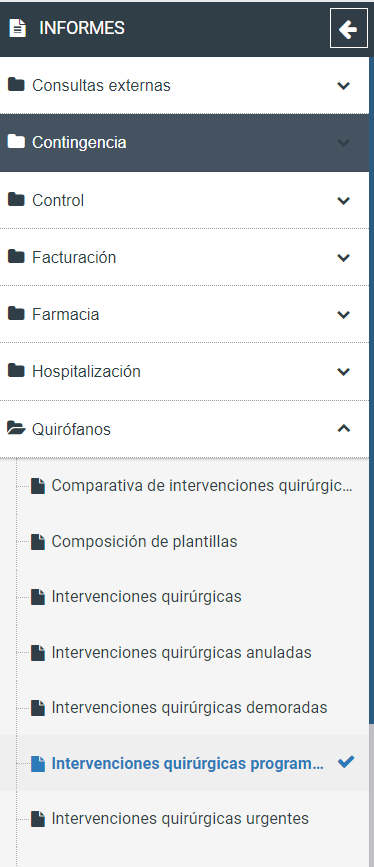 INFORMES
Consultas externas
Contingencia
Control
Facturación
Farmacia
Hospitalización
Quirófanos
Comparativa de intervenciones quirúrgic...
Composición de plantillas
Intervenciones quirúrgicas
Intervenciones quirúrgicas anuladas
Intervenciones quirúrgicas demoradas
Intervenciones quirúrgicas program...
Intervenciones quirúrgicas urgentes